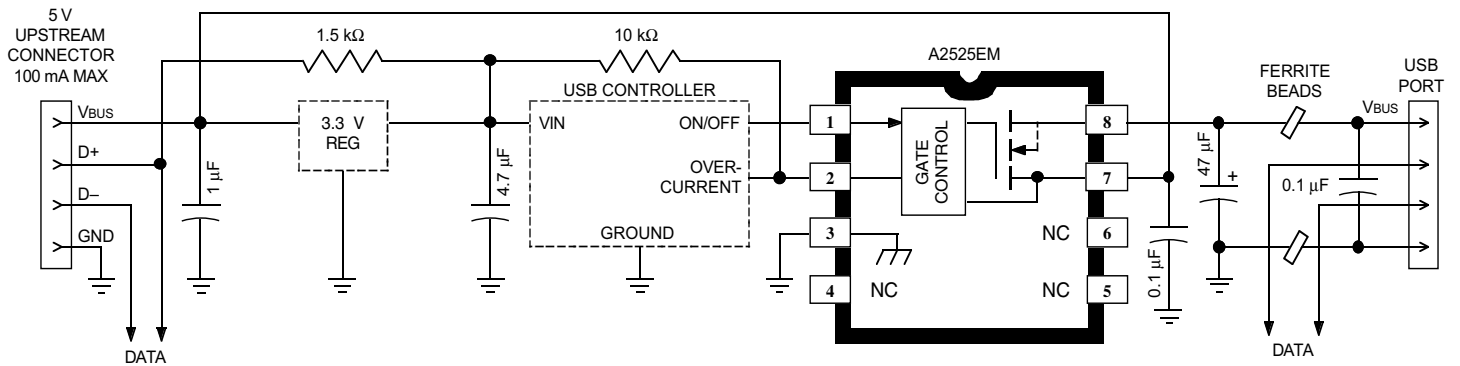 5 V
UPSTREAM
CONNECTOR
100 mA MAX
VBUS
D+
D–
GND
DATA
1 µF
1.5 kΩ
3.3 V
REG
4.7 µF
10 kΩ
USB CONTROLLER
VIN
ON/OFF
OVER-
CURRENT
GROUND
A2525EM
1
2
3
4
GATE
CONTROL
NC
NC
NC
8
7
6
5
0.1 µF
47 µF
+
FERRITE
BEADS
0.1 µF
VBUS
USB
PORT
DATA